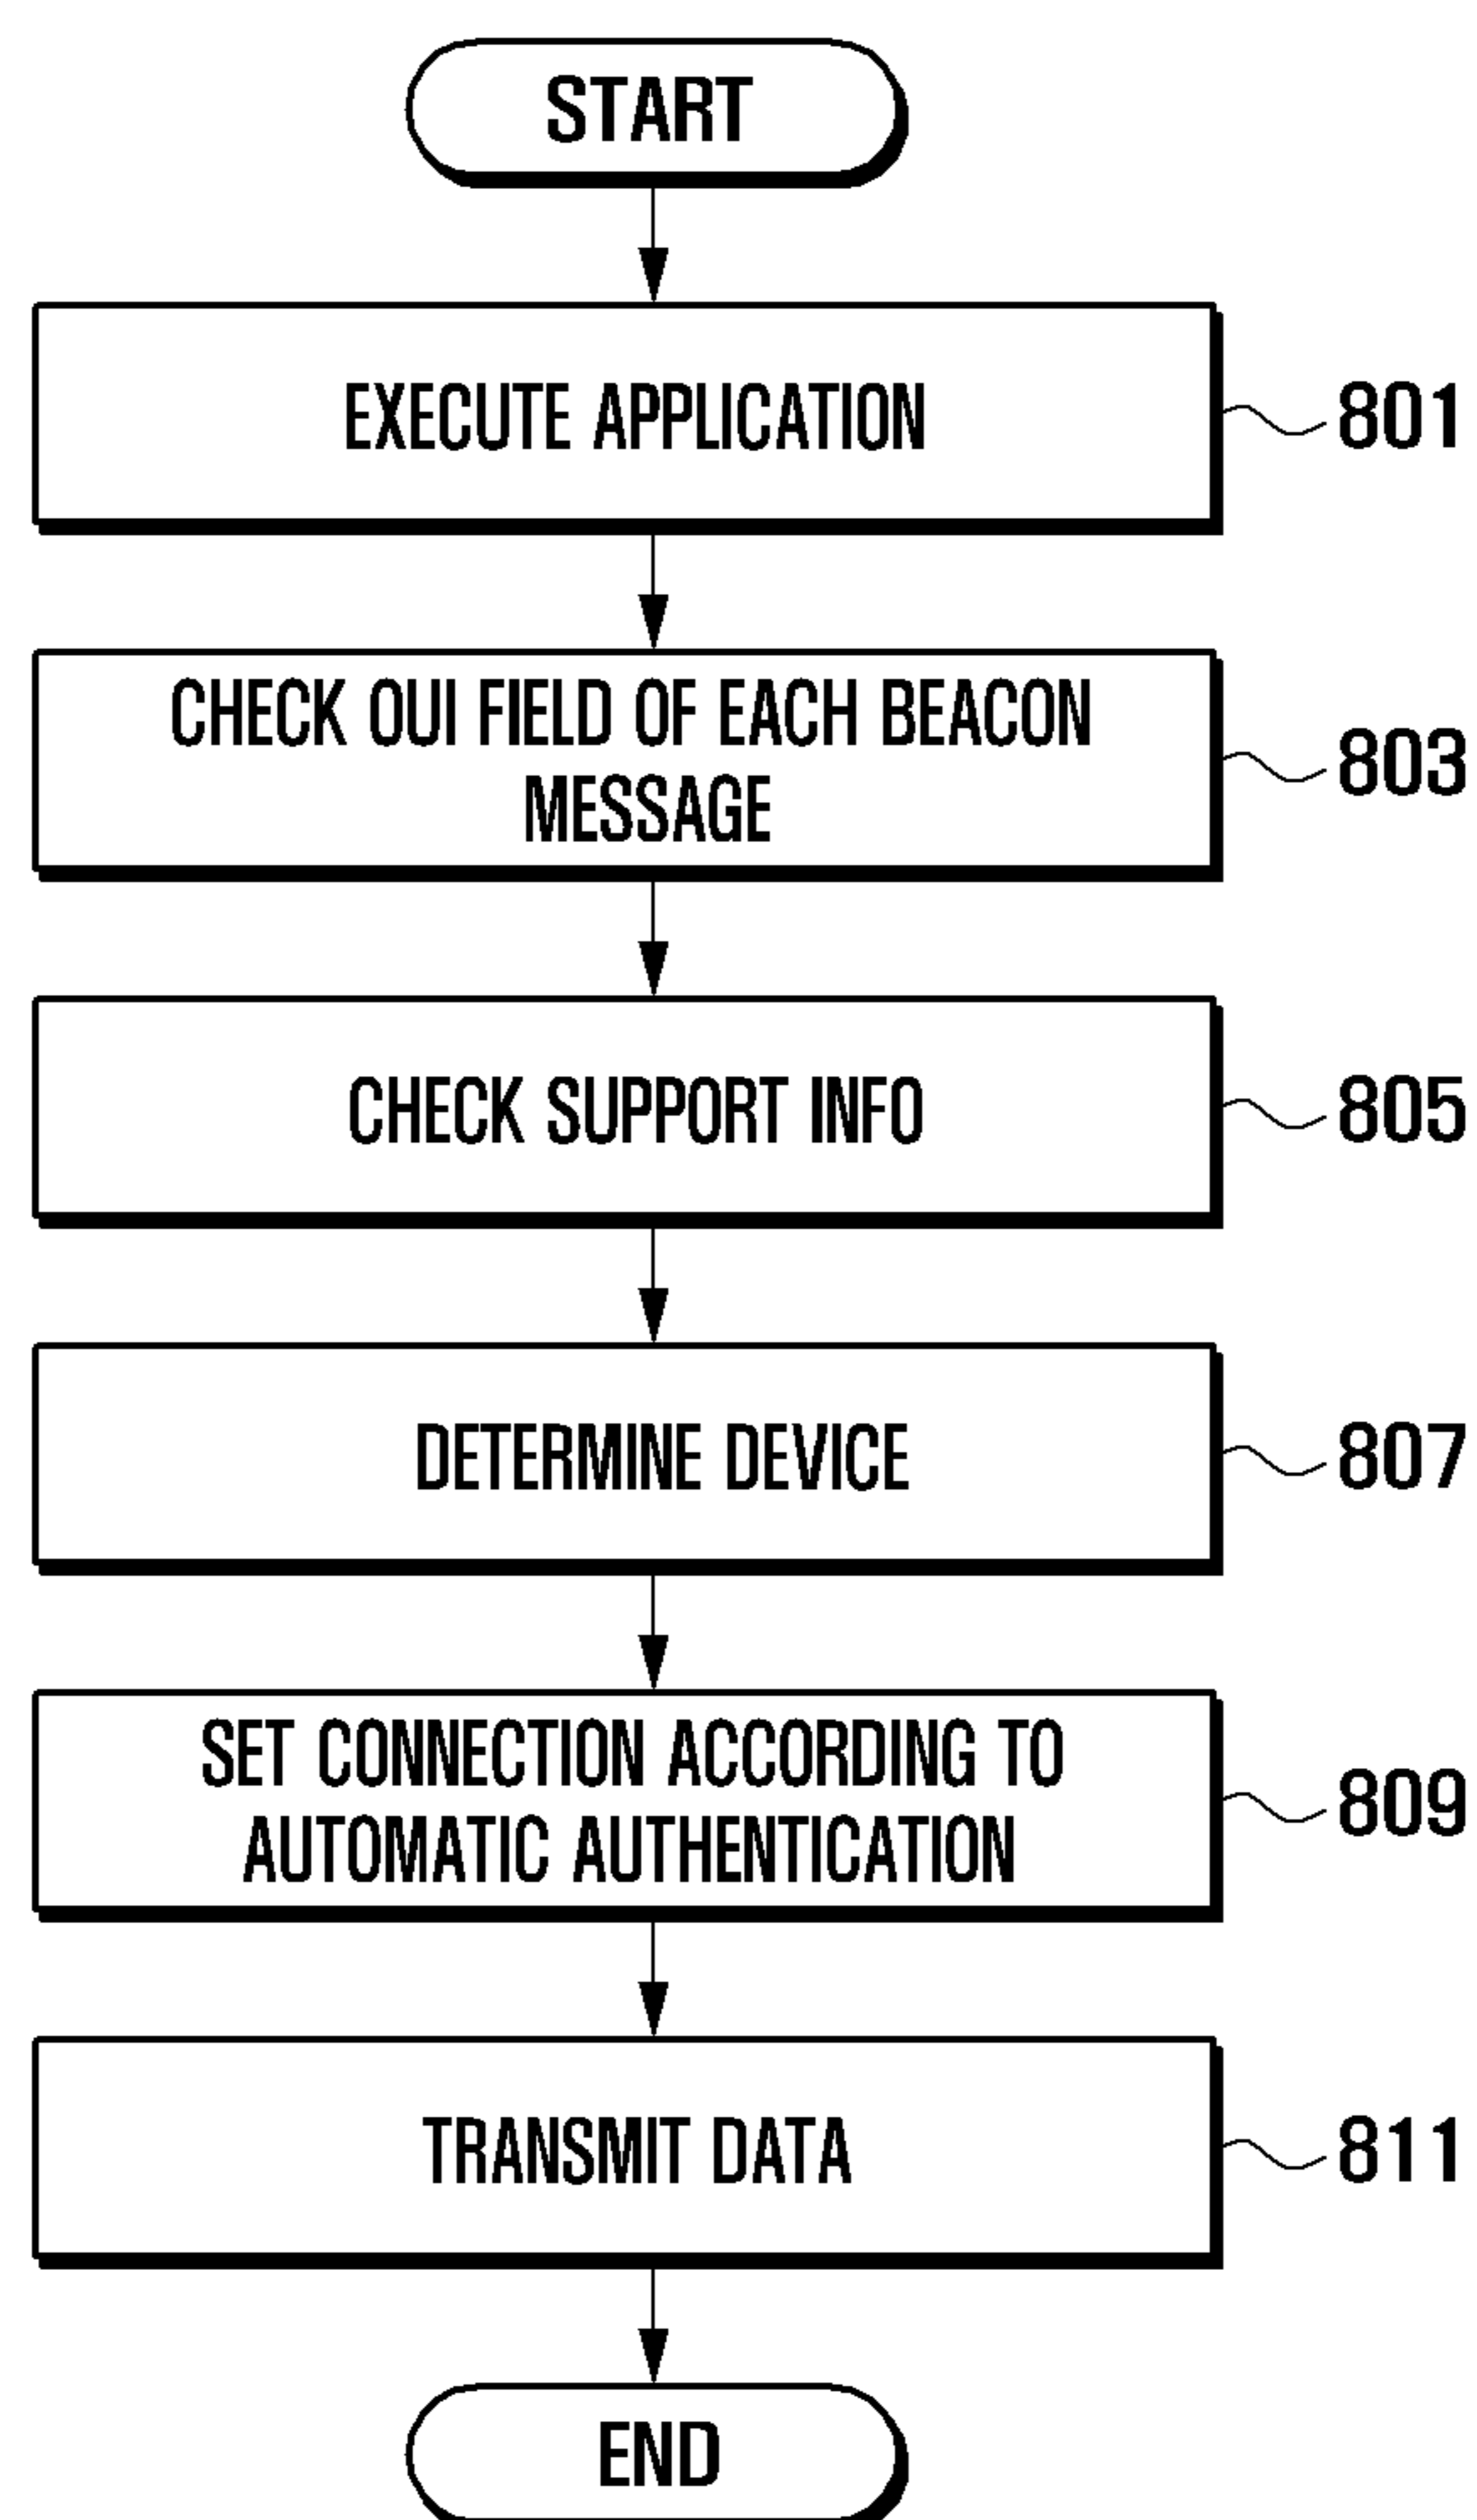 START
EXECUTE APPLICATION
801
CHECK OUI FIELD OF EACH BEACON
MESSAGE
803
CHECK SUPPORT INFO
805
DETERMINE DEVICE
807
SET CONNECTION ACCORDING TO
AUTOMATIC AUTHENTICATION
809
TRANSMIT DATA
811
END